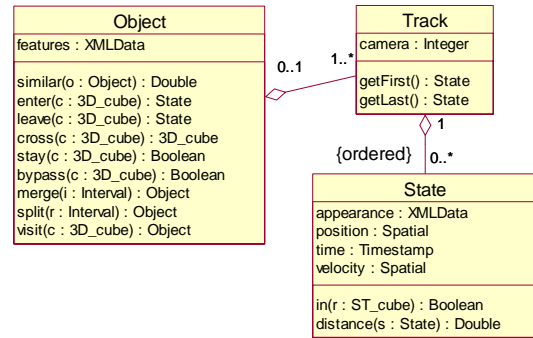 Object
features : XMLData
similar(o : Object) : Double
enter(c : 3D_cube) : State
leave(c : 3D_cube) : State
cross(c : 3D_cube) : 3D_cube
stay(c : 3D_cube) : Boolean
bypass(c : 3D_cube) : Boolean
merge(i : Interval) : Object
split(r : Interval) : Object
visit(c : 3D_cube) : Object
0..1
1..*
Track
camera : Integer
getFirst() : State
getLast() : State
1
{ordered}
0..*
State
appearance : XMLData
position : Spatial
time : Timestamp
velocity : Spatial
in(r : ST_cube) : Boolean
distance(s : State) : Double